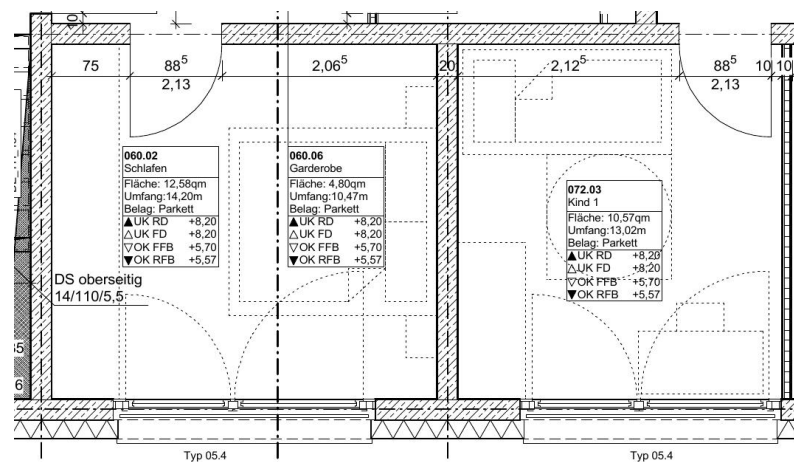 10
75
88⁵
2,13
2,06⁵
20
2,12⁵
88⁵
2,13
10
10
060.02
Schlafen
Fläche: 12,58qm
Umfang:14,20m
Belag: Parkett
▲UK RD +8,20
△UK FD +8,20
▽OK FFB +5,70
▼OK RFB +5,57
060.06
Garderobe
Fläche: 4,80qm
Umfang:10,47m
Belag: Parkett
▲UK RD +8,20
△UK FD +8,20
▽OK FFB +5,70
▼OK RFB +5,57
072.03
Kind 1
Fläche: 10,57qm
Umfang:13,02m
Belag: Parkett
▲UK RD +8,20
△UK FD +8,20
▽OK FFB +5,70
▼OK RFB +5,57
DS oberseitig
14/110/5,5
35
6
Typ 05.4
Typ 05.4